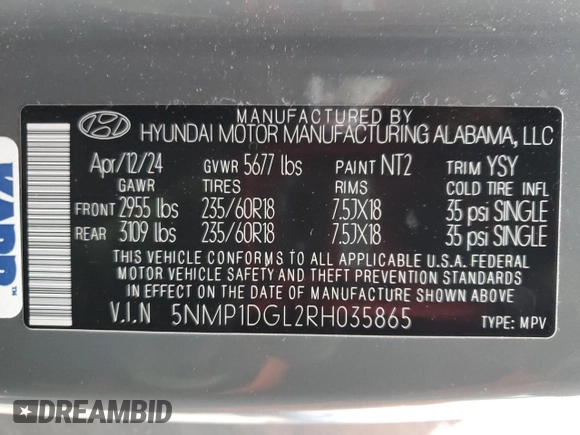 MANUFACTURED BY
HYUNDAI MOTOR MANUFACTURING ALABAMA, LLC
Apr/12/24 GVWR 5677 lbs PAINT NT2 TRIM YSY
GAWR TIRES RIMS COLD TIRE INFL
FRONT 2955 lbs 235/60R18 7.5JX18 35 psi SINGLE
REAR 3109 lbs 235/60R18 7.5JX18 35 psi SINGLE
THIS VEHICLE CONFORMS TO ALL APPLICABLE U.S.A. FEDERAL
MOTOR VEHICLE SAFETY AND THEFT PREVENTION STANDARDS
IN EFFECT ON THE DATE OF MANUFACTURE SHOWN ABOVE.
V.I.N 5NMP1DGL2RH035865 TYPE: MPV
TM
DREAMBID